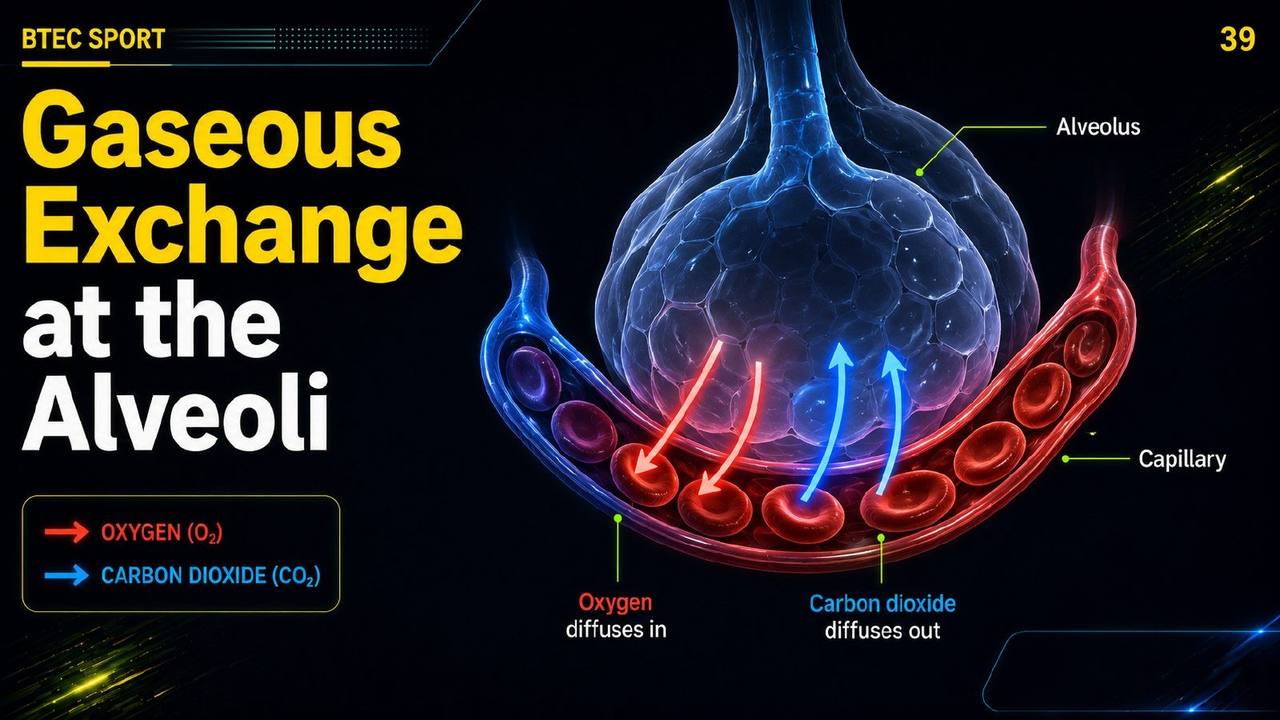 BTEC SPORT
39
Gaseous
Exchange
at the
Alveoli
OXYGEN (O₂)
CARBON DIOXIDE (CO₂)
Alveolus
Capillary
Oxygen
diffuses in
Carbon dioxide
diffuses out